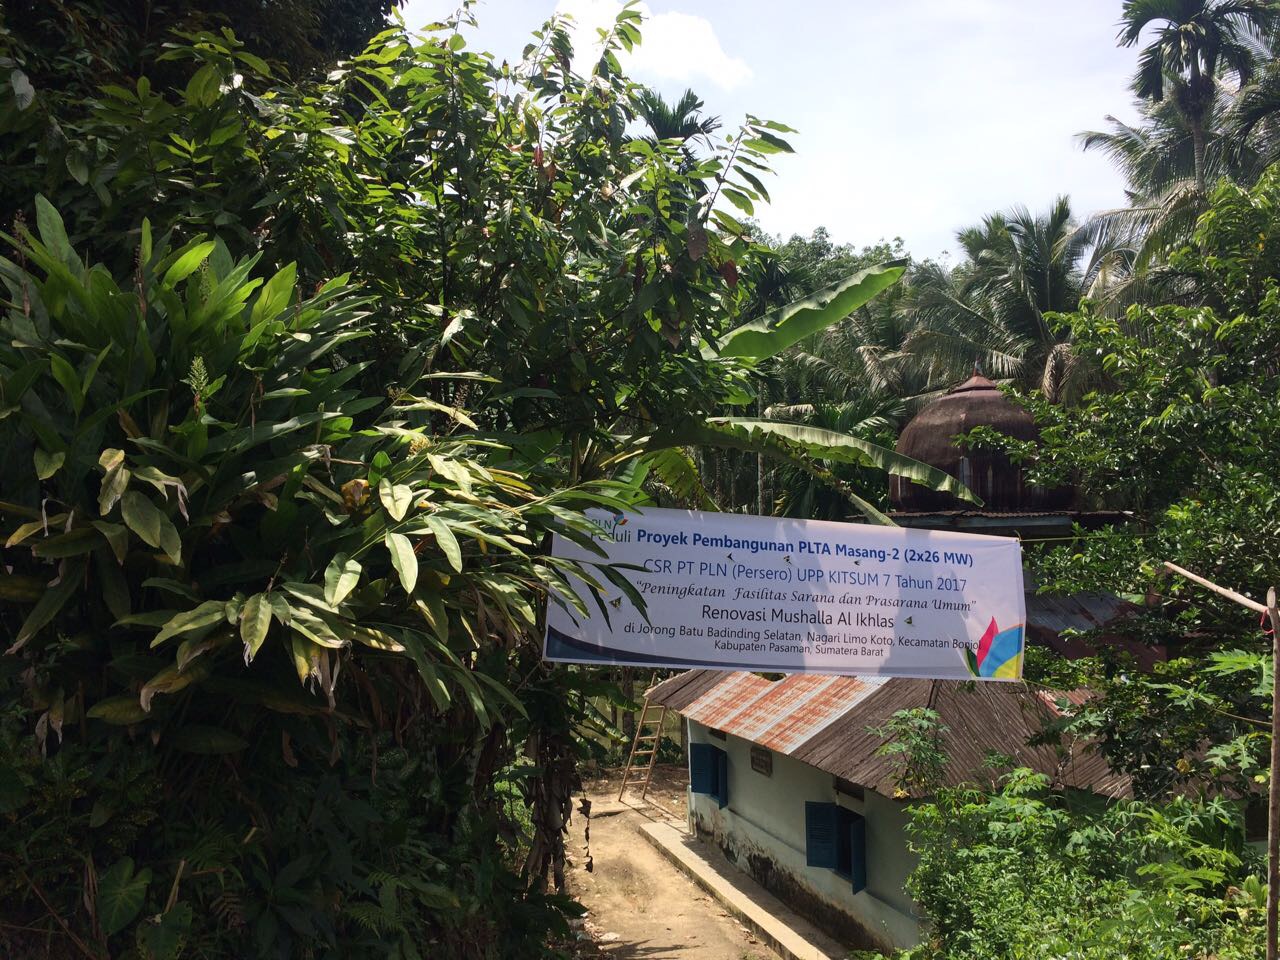 PLN
Peduli Proyek Pembangunan PLTA Masang-2 (2x26 MW)
CSR PT PLN (Persero) UPP KITSUM 7 Tahun 2017
"Peningkatan Fasilitas Sarana dan Prasarana Umum"
Renovasi Mushalla Al Ikhlas
di Jorong Batu Badinding Selatan, Nagari Limo Koto, Kecamatan Bonjol
Kabupaten Pasaman, Sumatera Barat